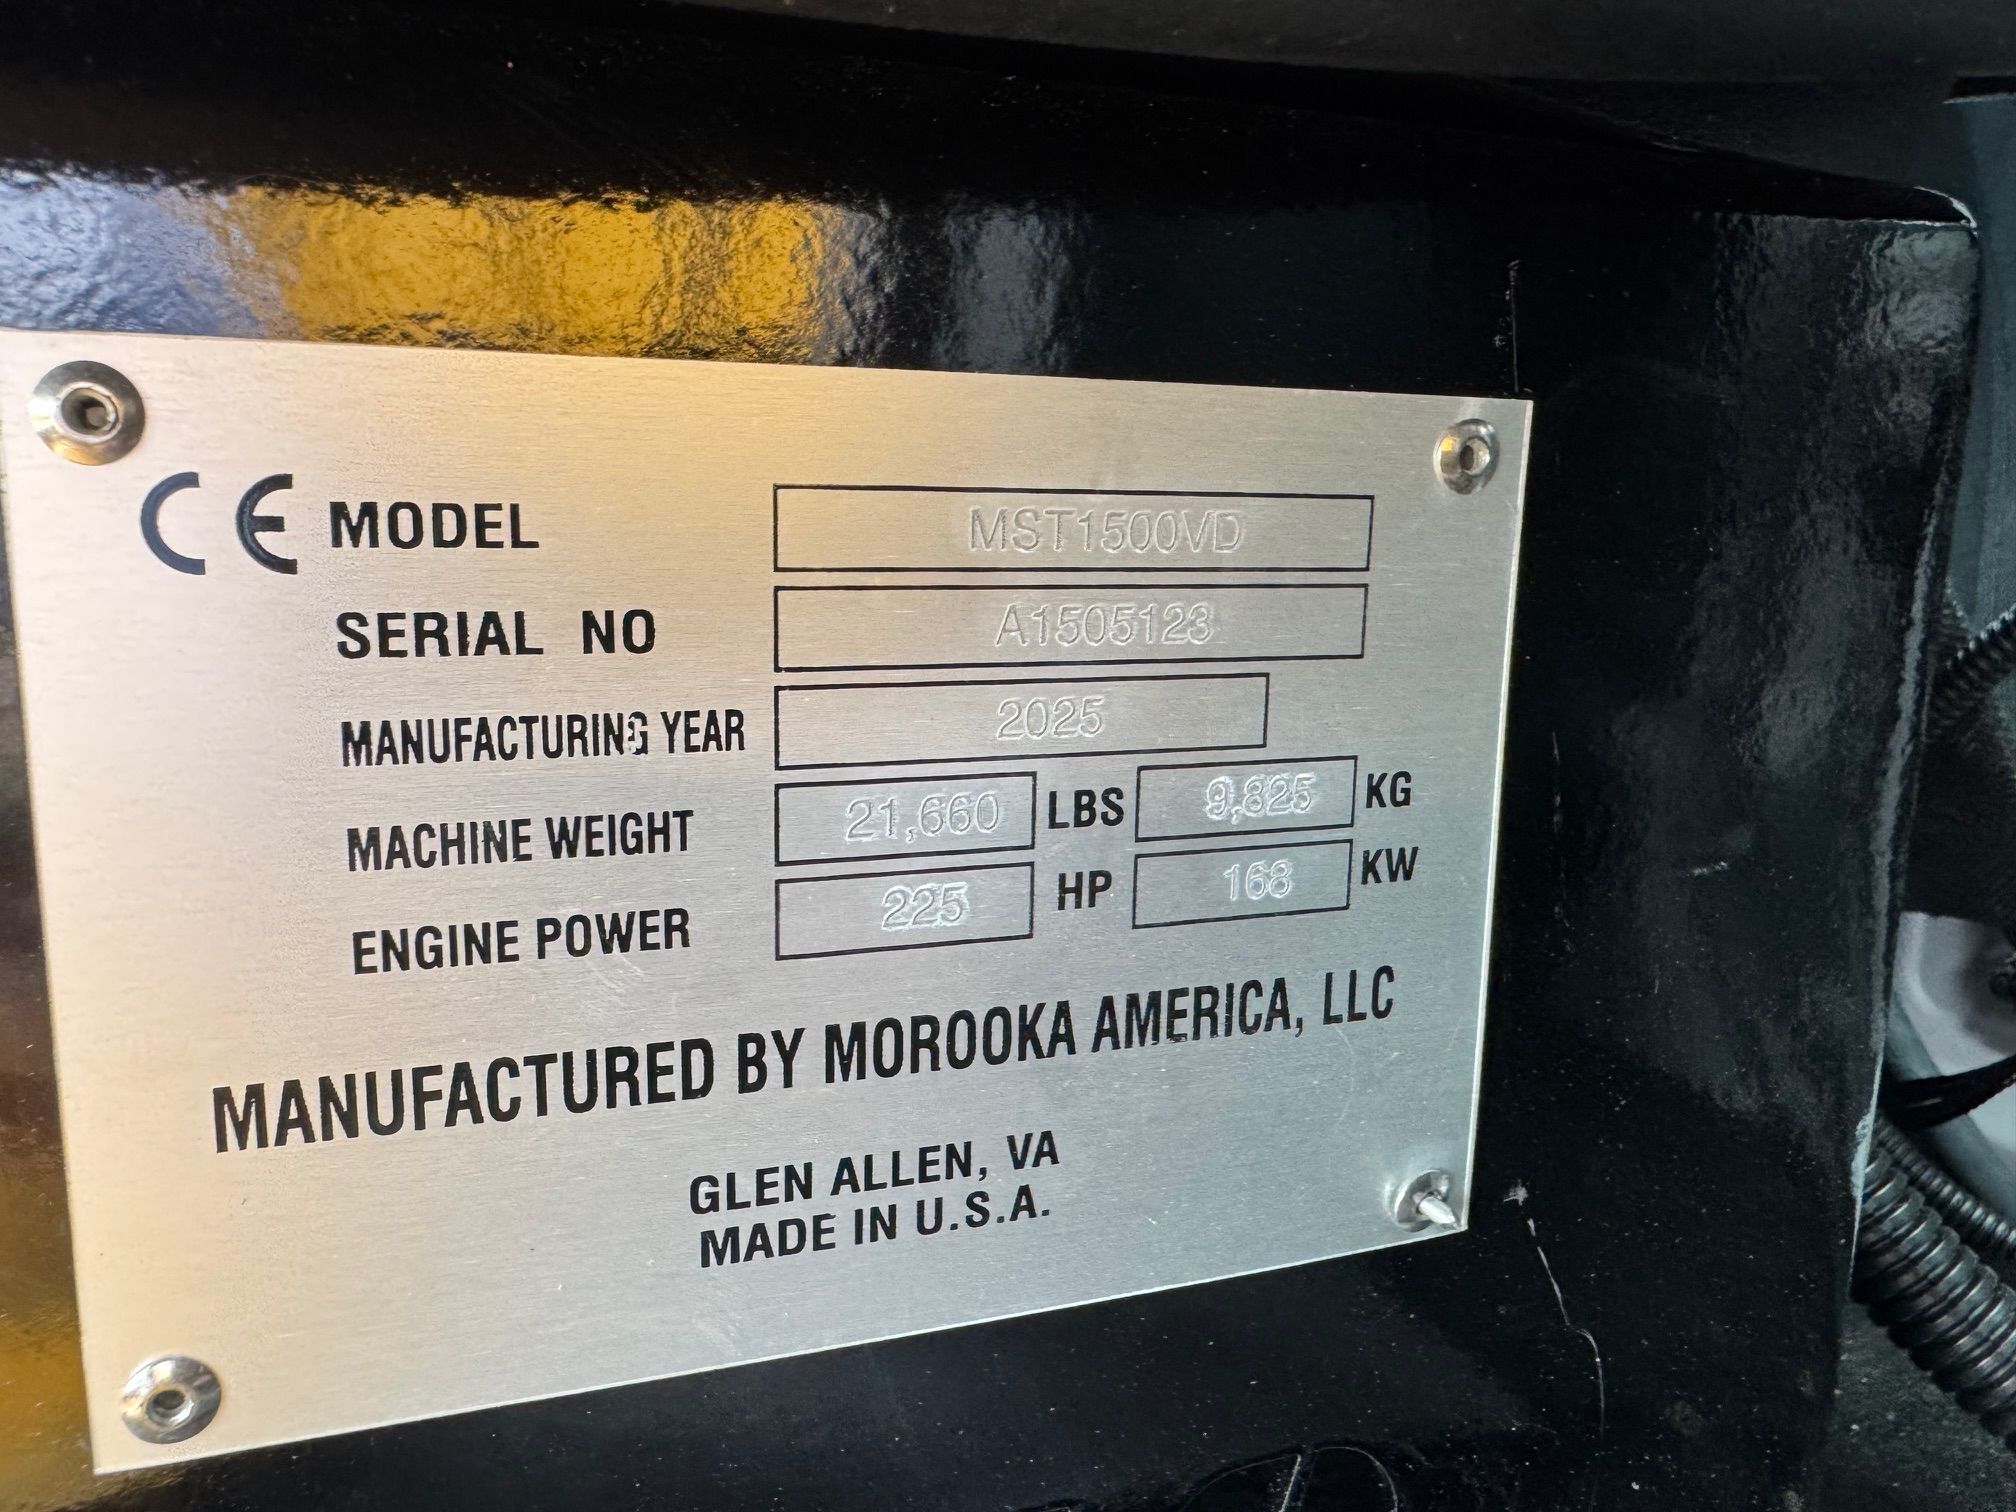 CE MODEL MST1500VD
SERIAL NO A1505123
MANUFACTURING YEAR 2025
MACHINE WEIGHT 21,660 LBS 9,825 KG
ENGINE POWER 225 HP 168 KW
MANUFACTURED BY MOROOKA AMERICA, LLC
GLEN ALLEN, VA
MADE IN U.S.A.